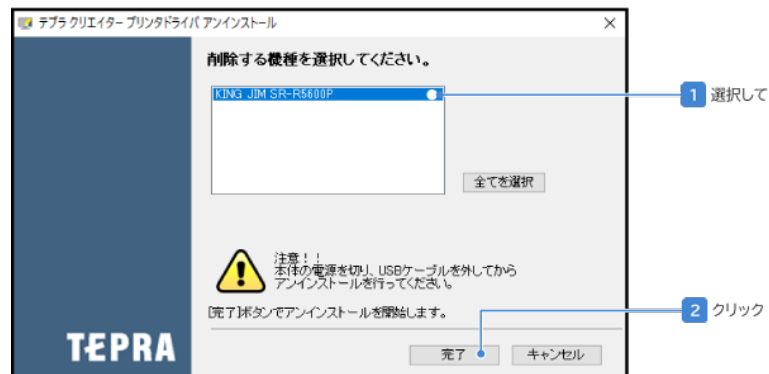 テプラ クリエイター プリンタドライバ アンインストール
削除する機種を選択してください。
KING JIM SR-R5600P
1 選択して
全てを選択
注意！！
本体の電源を切り、USBケーブルを外してから
アンインストールを行ってください。
[完了]ボタンでアンインストールを開始します。
2 クリック
TEPRA
完了
キャンセル